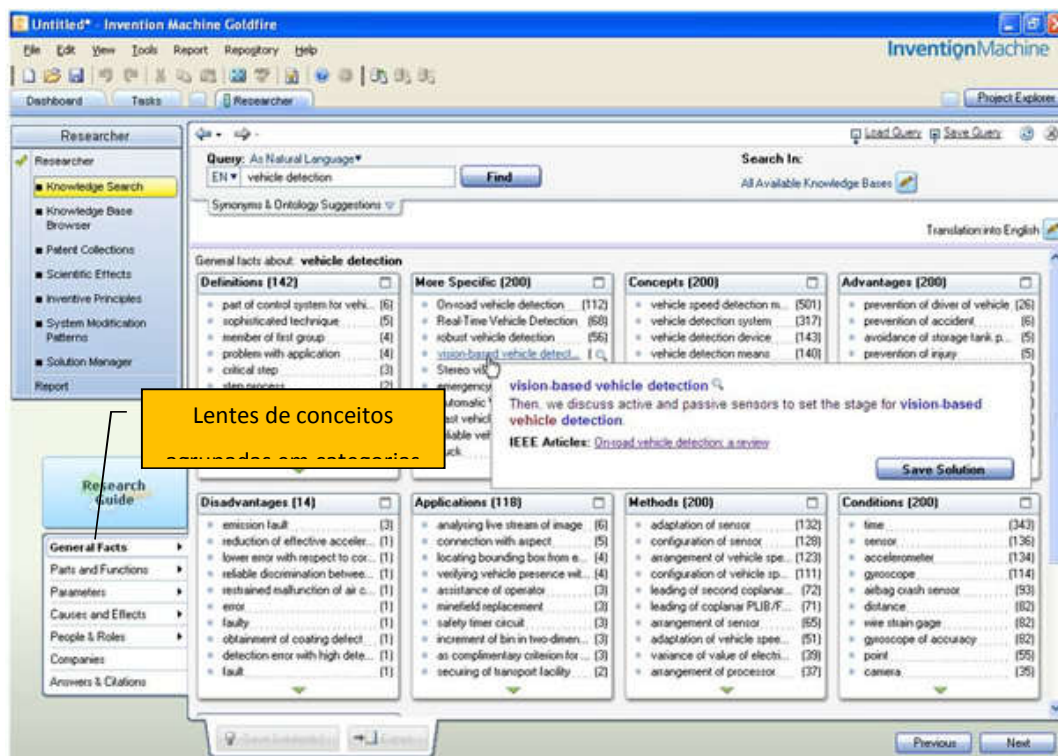 Untitled* - Invention Machine Goldfire
File Edit View Tools Report Repository Help
InventionMachine
Dashboard Tasks Researcher Project Explorer
Researcher
Researcher
Knowledge Search
Knowledge Base
Browser
Patent Collections
Scientific Effects
Inventive Principles
System Modification
Patterns
Solution Manager
Report
Load Query Save Query
Query: As Natural Language
Search In:
EN vehicle detection Find
All Available Knowledge Bases
Synonyms & Ontology Suggestions
Translation into English
General facts about: vehicle detection
Definitions (142)
part of control system for vehi... (6)
sophisticated technique (5)
member of first group (4)
problem with application (4)
critical step (3)
step process (2)
More Specific (200)
On-road vehicle detection (112)
Real-Time Vehicle Detection (68)
robust vehicle detection (56)
vision-based vehicle detect...
Stereo
emergency
Concepts (200)
vehicle speed detection m... (501)
vehicle detection system (317)
vehicle detection device (143)
vehicle detection means (140)
Advantages (200)
prevention of driver of vehicle (26)
prevention of accident (6)
avoidance of storage tank p... (5)
prevention of injury (5)
vision-based vehicle detection
Then, we discuss active and passive sensors to set the stage for vision-based
vehicle detection.
IEEE Articles: On-road vehicle detection: a review
Save Solution
Lentes de conceitos
agrupadas em categorias
Research
Guide
General Facts
Parts and Functions
Parameters
Causes and Effects
People & Roles
Companies
Answers & Citations
Disadvantages (14)
emission fault (3)
reduction of effective acceler... (1)
lower error with respect to cor... (1)
reliable discrimination betwee... (1)
restrained malfunction of air c... (1)
error (1)
faulty (1)
obtainment of coating defect (1)
detection error with high dete... (1)
fault (1)
Applications (118)
analysing live stream of image (6)
connection with aspect (5)
locating bounding box from e... (4)
verifying vehicle presence wit... (4)
assistance of operator (3)
minefield replacement (3)
safety timer circuit (3)
increment of bin in two-dimen... (3)
as complimentary criterion for ... (3)
securing of transport facility (2)
Methods (200)
adaptation of sensor (132)
configuration of sensor (128)
arrangement of vehicle spe... (123)
configuration of vehicle sp... (111)
leading of second coplanar... (72)
leading of coplanar PLIB/F... (71)
arrangement of sensor (65)
adaptation of vehicle spee... (51)
variance of value of electri... (39)
arrangement of processor (37)
Conditions (200)
time (343)
sensor (136)
accelerometer (134)
gyroscope (114)
airbag crash sensor (93)
distance (82)
wire strain gage (82)
gyroscope of accuracy (82)
point (55)
camera (35)
Previous Next